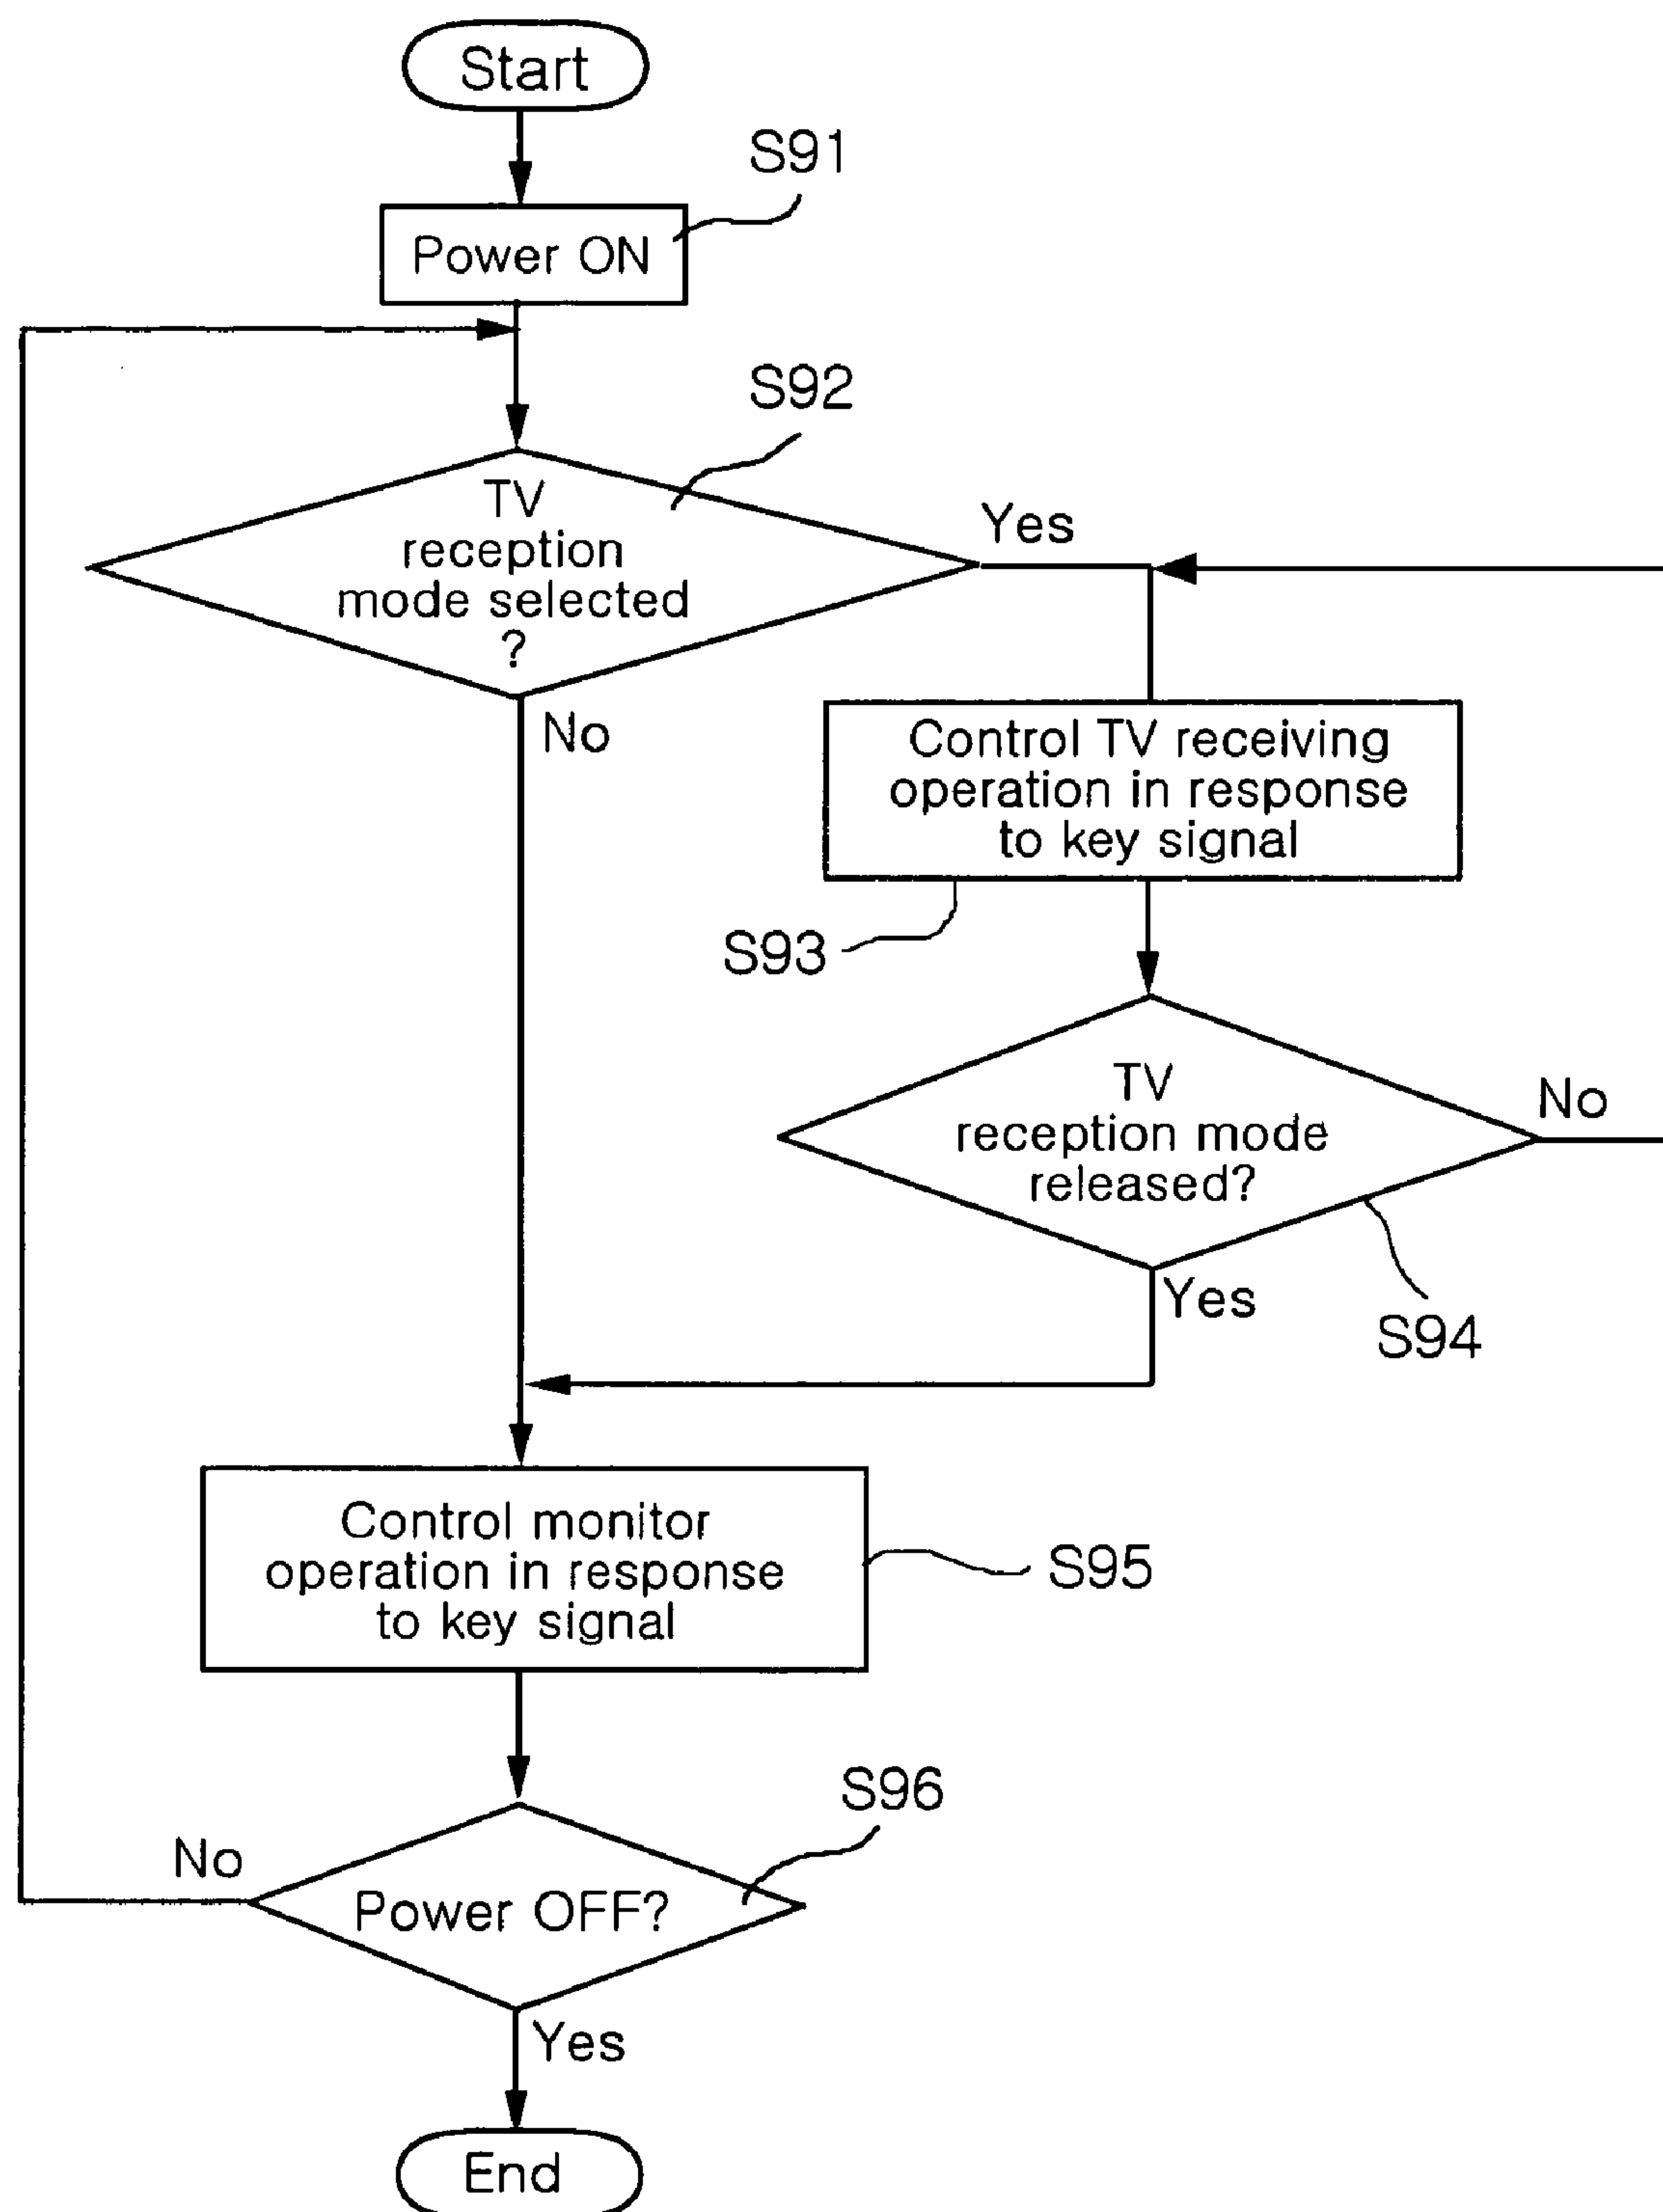 Start
S91
Power ON
S92
TV
reception
mode selected
?
Yes
No
Control TV receiving
operation in response
to key signal
S93
TV
reception mode
released?
No
Yes
S94
Control monitor
operation in response
to key signal
S95
S96
No
Power OFF?
Yes
End